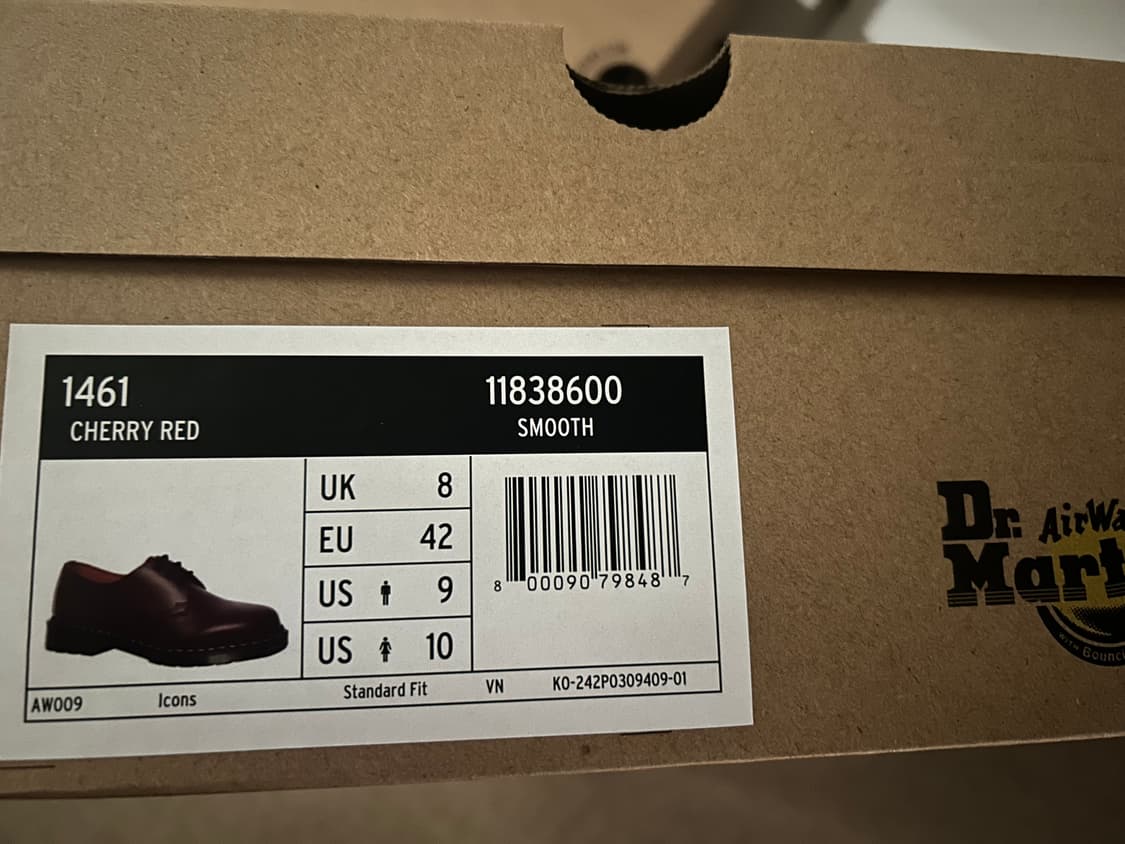 1461
CHERRY RED
11838600
SMOOTH
UK 8
EU 42
US 9
US 10
8 00090 79848 7
AW009 Icons Standard Fit VN KO-242P0309409-01
Dr.